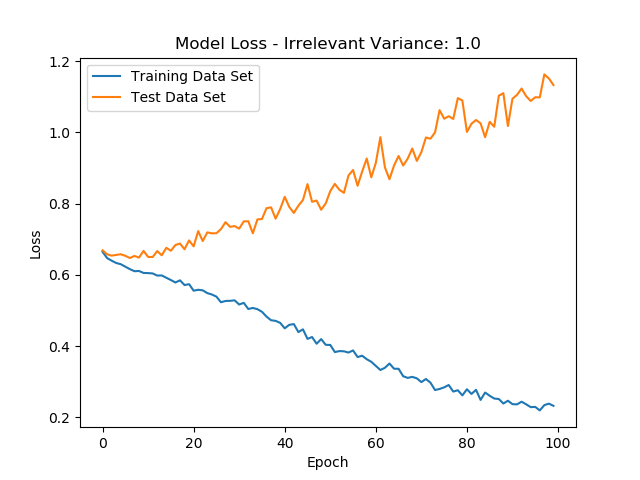 Model Loss - Irrelevant Variance: 1.0
Training Data Set
Test Data Set
Loss
1.2
1.0
0.8
0.6
0.4
0.2
0 20 40 60 80 100
Epoch